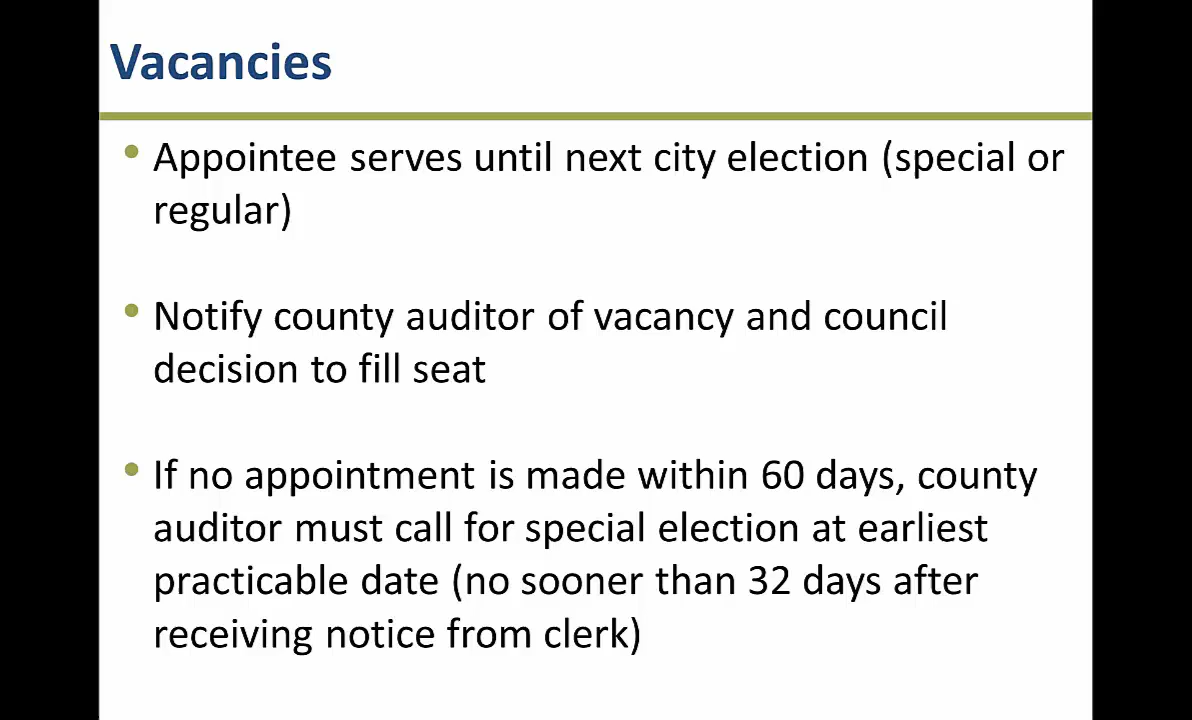 Vacancies
• Appointee serves until next city election (special or
regular)
• Notify county auditor of vacancy and council
decision to fill seat
• If no appointment is made within 60 days, county
auditor must call for special election at earliest
practicable date (no sooner than 32 days after
receiving notice from clerk)